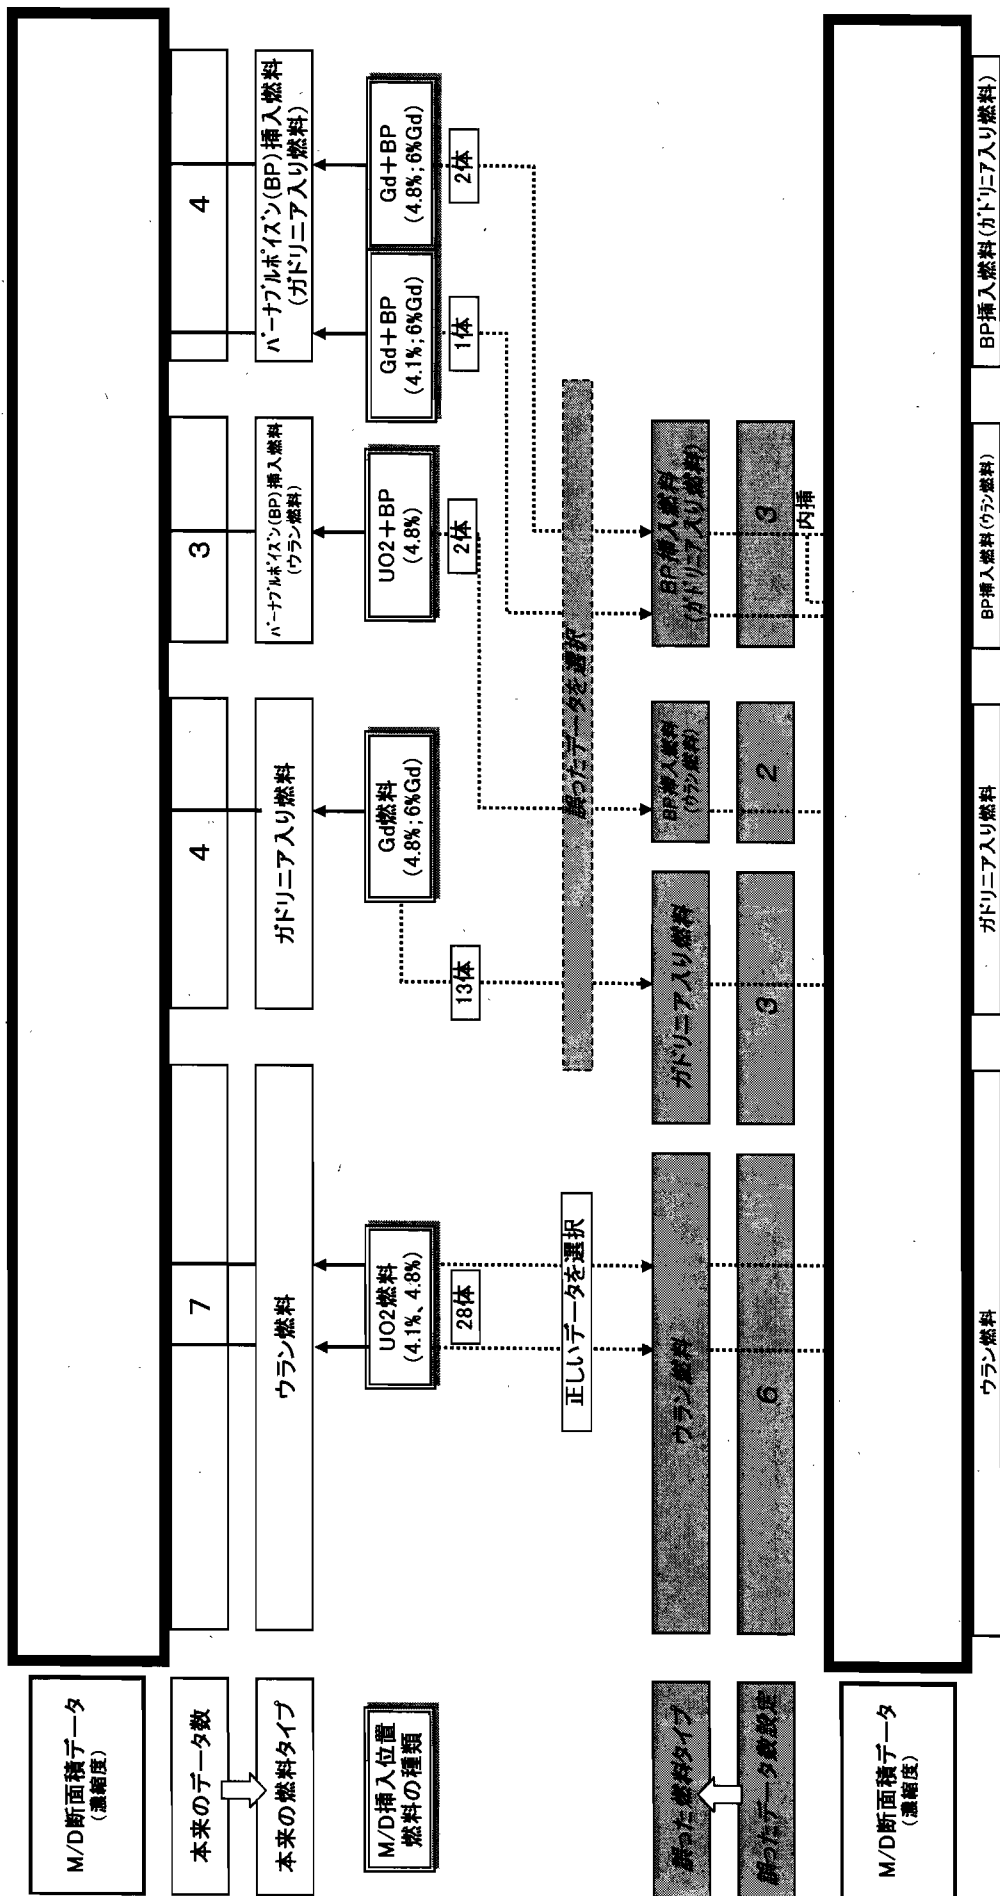 M/D断面積データ
(濃縮度)
本来のデータ数
7
4
3
4
本来の燃料タイプ
ウラン燃料
ガドリニア入り燃料
バーナブルポイズン(BP)挿入燃料
(ウラン燃料)
バーナブルポイズン(BP)挿入燃料
(ガドリニア入り燃料)
M/D挿入位置
燃料の種類
UO2燃料
(4.1%、4.8%)
Gd燃料
(4.8%;6%Gd)
UO2+BP
(4.8%)
Gd+BP
(4.1%;6%Gd)
Gd+BP
(4.8%;6%Gd)
28体
13体
2体
1体
2体
正しいデータを選択
誤ったデータを選択
誤った燃料タイプ
ウラン燃料
ガドリニア入り燃料
BP挿入燃料
(ウラン燃料)
BP挿入燃料
(ガドリニア入り燃料)
誤ったデータ数設定
6
3
2
3
内挿
M/D断面積データ
(濃縮度)
ウラン燃料
ガドリニア入り燃料
BP挿入燃料(ウラン燃料)
BP挿入燃料(ガドリニア入り燃料)